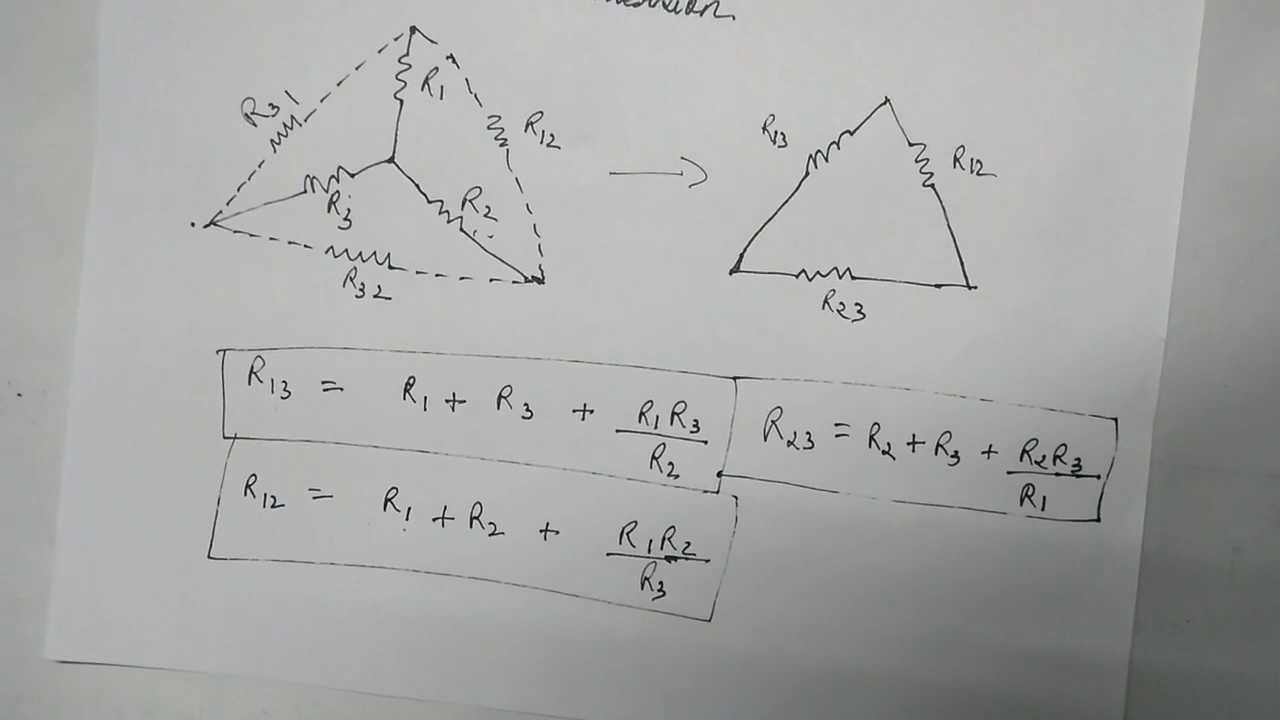 R31
R1
R12
R3
R2
R32
R13
R12
R23
R13 = R1 + R3 + R1R3/R2
R23 = R2 + R3 + R2R3/R1
R12 = R1 + R2 + R1R2/R3